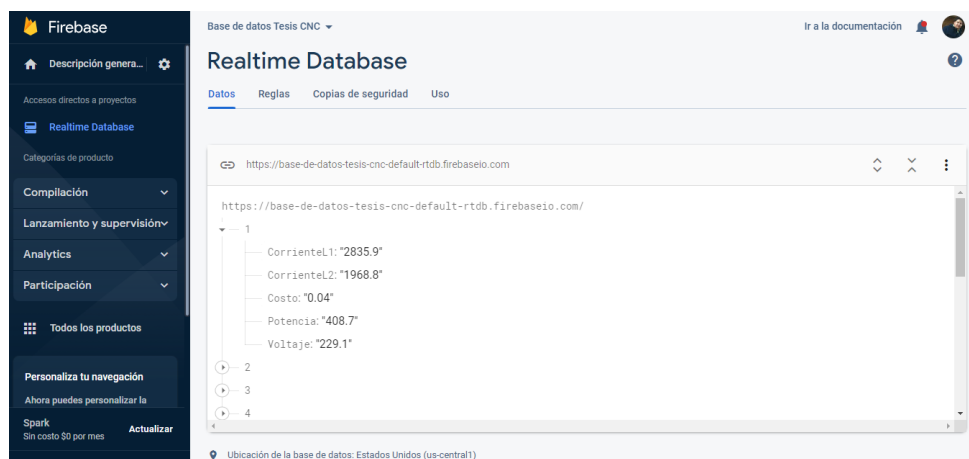 Firebase
Descripción genera...
Accesos directos a proyectos
Realtime Database
Categorías de producto
Compilación
Lanzamiento y supervisión
Analytics
Participación
Todos los productos
Personaliza tu navegación
Ahora puedes personalizar la
Spark
Sin costo $0 por mes
Actualizar
Base de datos Tesis CNC
Ir a la documentación
Realtime Database
Datos Reglas Copias de seguridad Uso
https://base-de-datos-tesis-cnc-default-rtdb.firebaseio.com
https://base-de-datos-tesis-cnc-default-rtdb.firebaseio.com/
1
CorrienteL1: "2835.9"
CorrienteL2: "1968.8"
Costo: "0.04"
Potencia: "408.7"
Voltaje: "229.1"
2
3
4
Ubicación de la base de datos: Estados Unidos (us-central1)